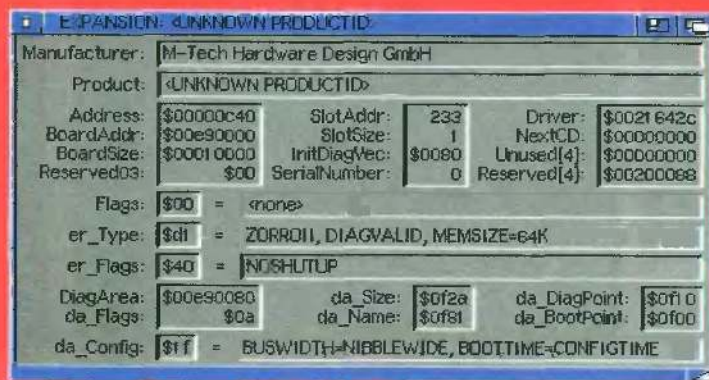 EXPANSION: <UNKNOWN PRODUCTID>
Manufacturer: M-Tech Hardware Design GmbH
Product: <UNKNOWN PRODUCTID>
Address: $00000c40 SlotAddr: 233 Driver: $0021642c
BoardAddr: $00e90000 SlotSize: 1 NextCD: $00000000
BoardSize: $00010000 InitDiagVec: $0080 Unused[4]: $00000000
Reserved03: $00 SerialNumber: 0 Reserved[4]: $00200088
Flags: $00 = <none>
er_Type: $d1 = ZORROII, DIAGVALID, MEMSIZE=64K
er_Flags: $40 = NOSHUTUP
DiagArea: $00e90080 da_Size: $0f2a da_DiagPoint: $0f10
da_Flags: $0a da_Name: $0f81 da_BootPoint: $0f00
da_Config: $1f = BUSWIDTH=NIBBLEWIDE, BOOTTIME=CONFIGTIME